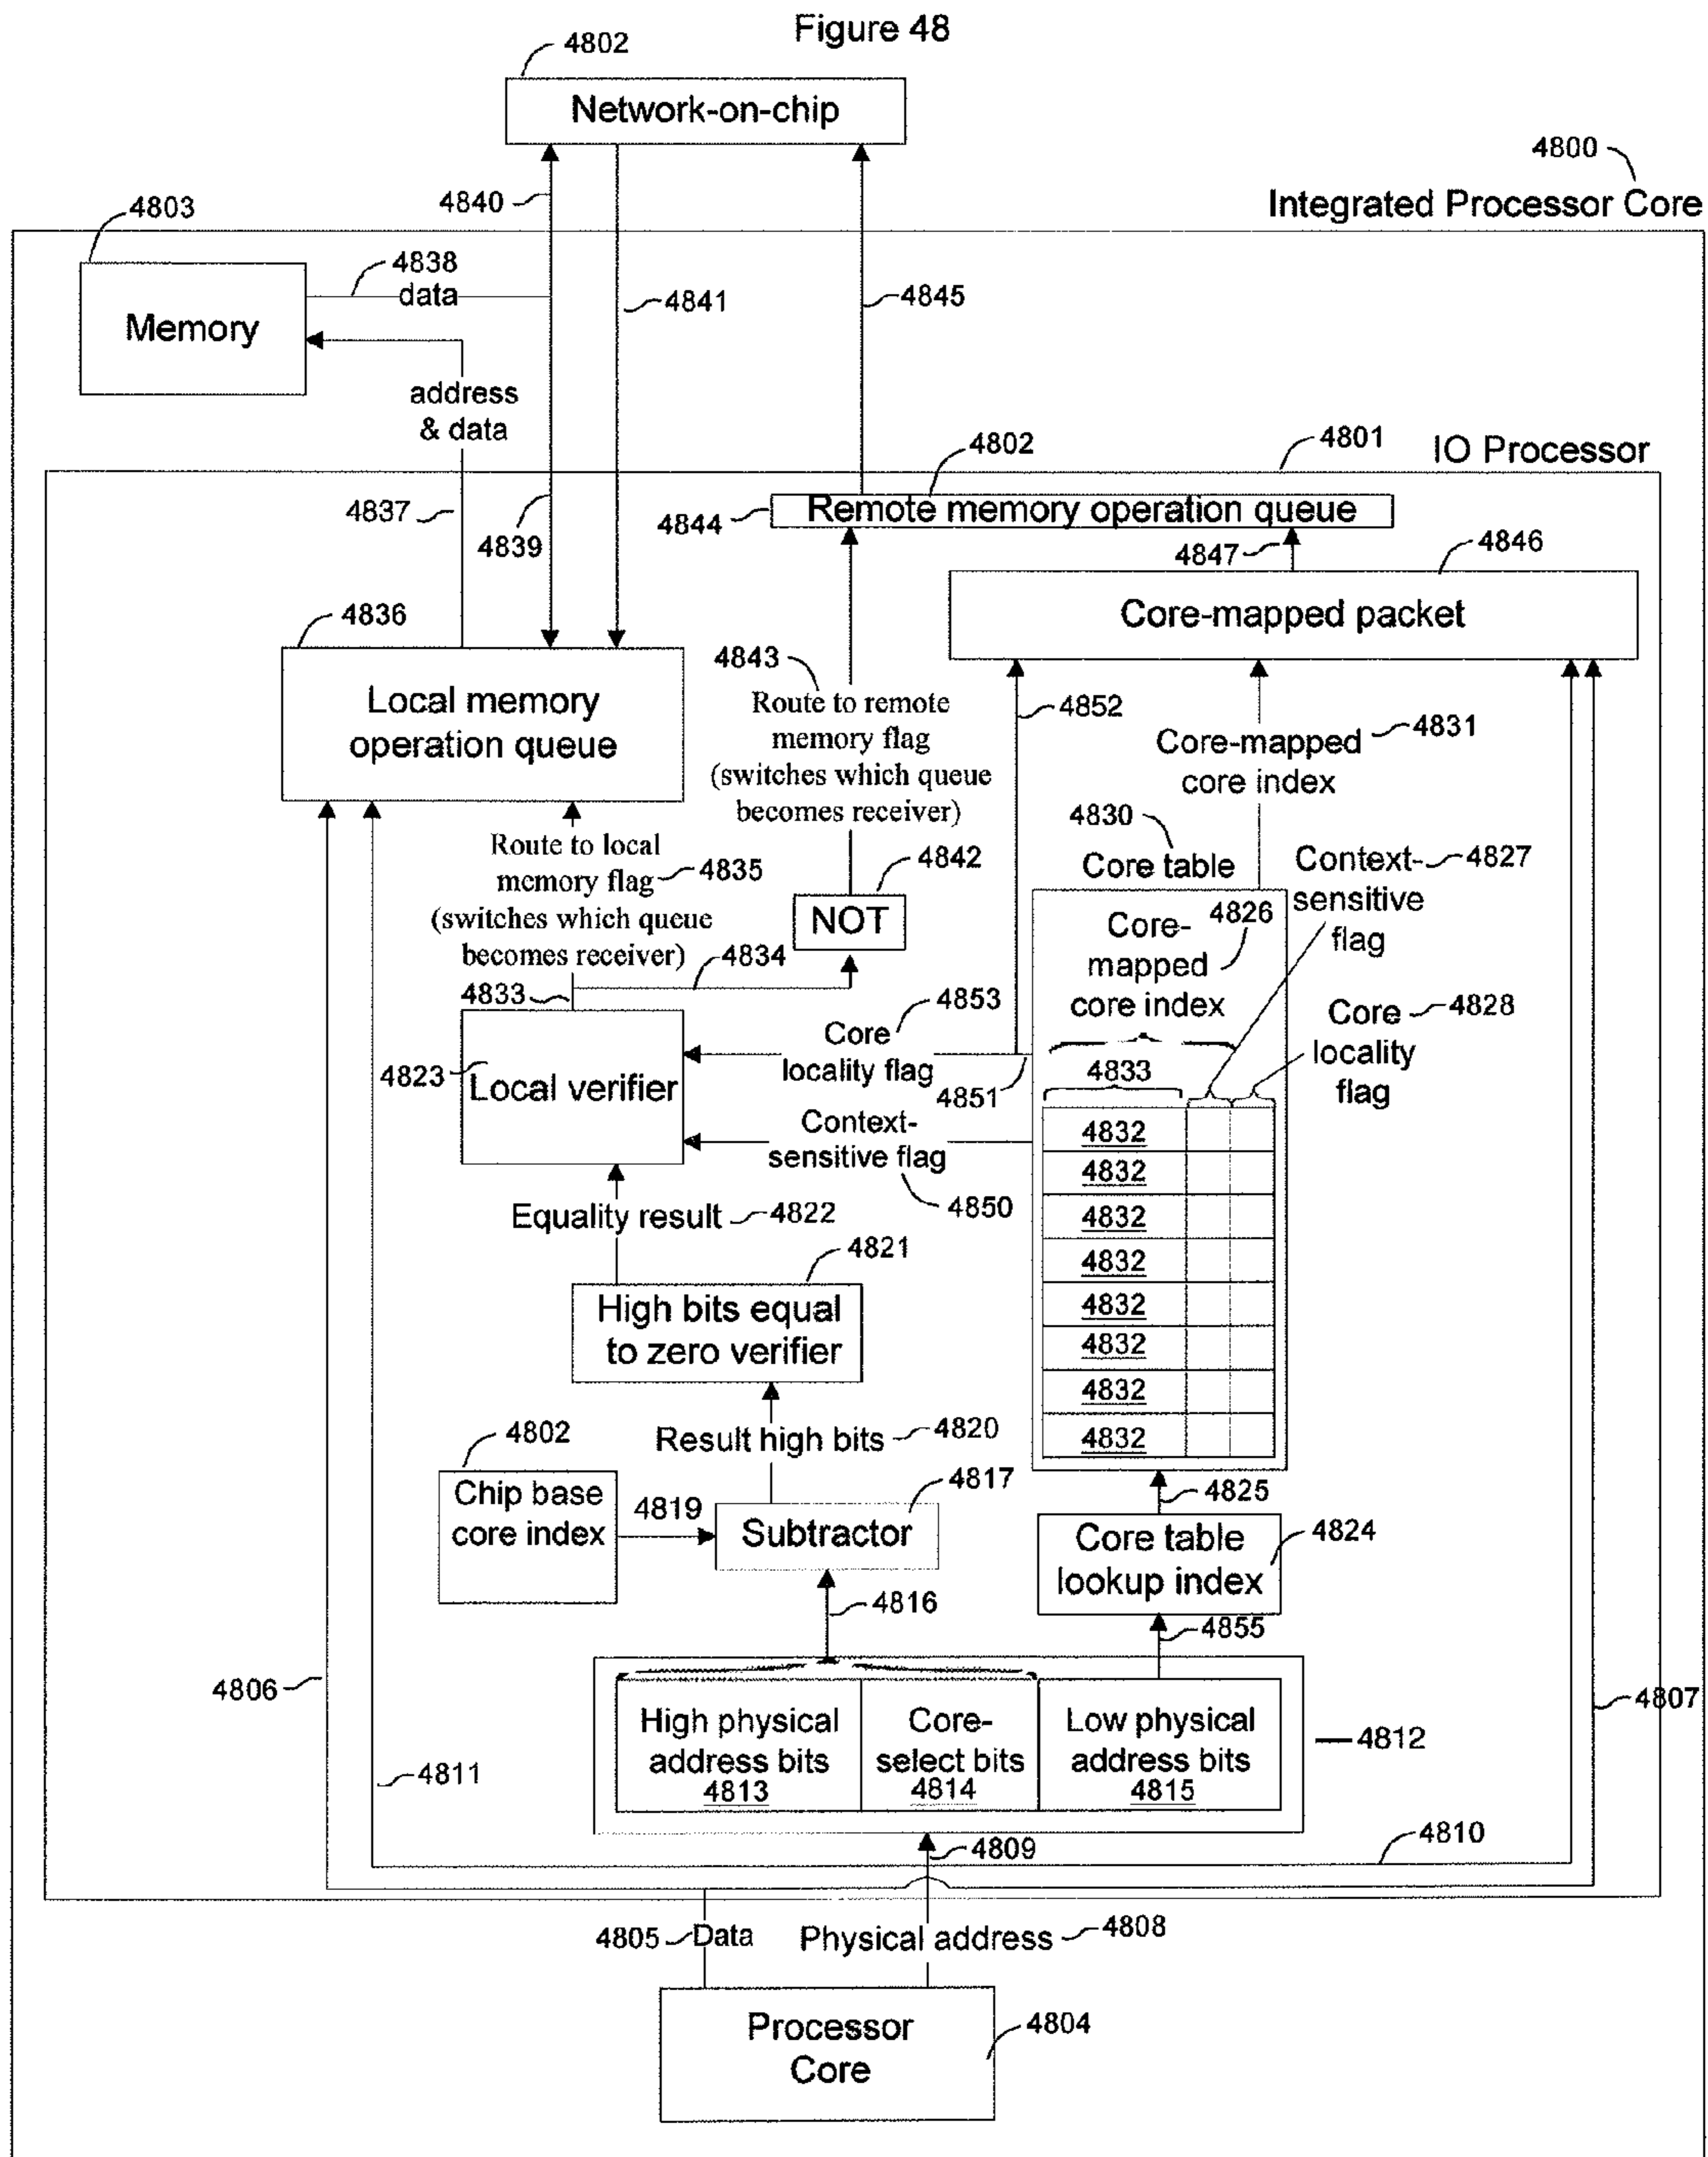 Figure 48
4802
Network-on-chip
4800
Integrated Processor Core
4803
4840
4838
data
4841
4845
Memory
address
& data
4802
4801
IO Processor
4837
4839
4844
Remote memory operation queue
4847
4846
Core-mapped packet
4836
Local memory
operation queue
4843
Route to remote
memory flag
(switches which queue
becomes receiver)
4852
Core-mapped
core index
4831
4830
Core table
Context-
sensitive
flag
4827
Route to local
memory flag
(switches which queue
becomes receiver)
4835
4842
NOT
4834
4833
Core-
mapped
core index
4826
Core
locality
flag
4828
4853
Core
locality flag
4851
4823
Local verifier
4833
Context-
sensitive flag
4850
4832
4832
4832
4832
4832
4832
4832
4832
Equality result
4822
4821
High bits equal
to zero verifier
Result high bits
4820
4802
Chip base
core index
4819
4817
Subtractor
4825
Core table
lookup index
4824
4816
4855
4806
4807
High physical
address bits
4813
Core-
select bits
4814
Low physical
address bits
4815
4812
4811
4809
4810
4805
Data
Physical address
4808
Processor
Core
4804